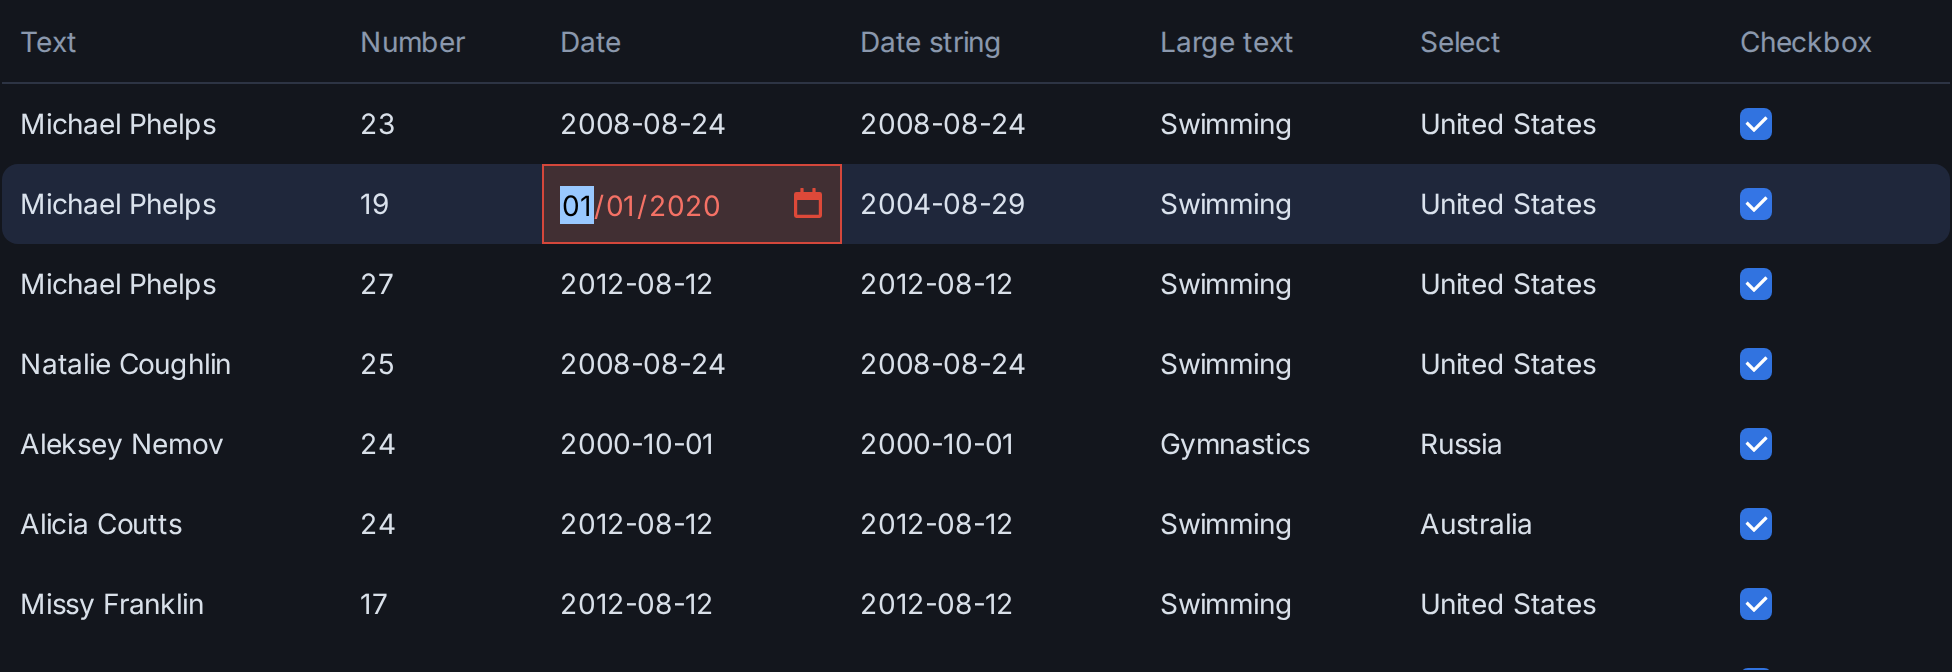 Text Number Date Date string Large text Select Checkbox
Michael Phelps 23 2008-08-24 2008-08-24 Swimming United States
Michael Phelps 19 01/01/2020 2004-08-29 Swimming United States
Michael Phelps 27 2012-08-12 2012-08-12 Swimming United States
Natalie Coughlin 25 2008-08-24 2008-08-24 Swimming United States
Aleksey Nemov 24 2000-10-01 2000-10-01 Gymnastics Russia
Alicia Coutts 24 2012-08-12 2012-08-12 Swimming Australia
Missy Franklin 17 2012-08-12 2012-08-12 Swimming United States